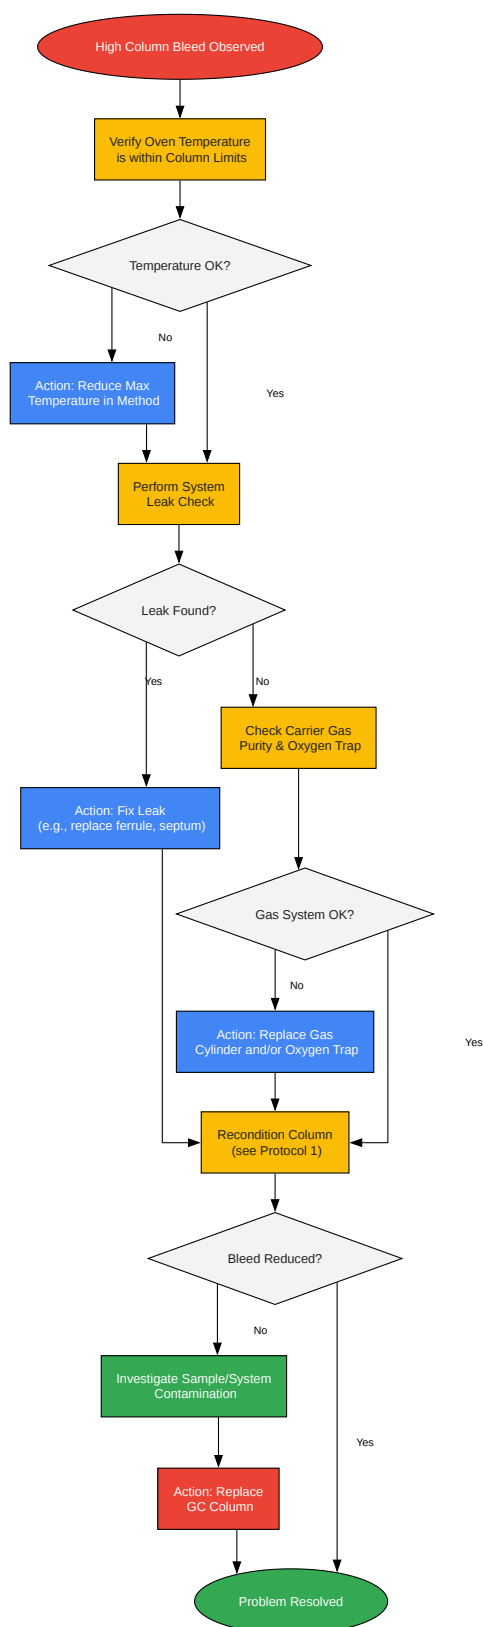 High Column Bleed Observed
Verify Oven Temperature
is within Column Limits
Temperature OK?
No
Action: Reduce Max
Temperature in Method
Yes
Perform System
Leak Check
Leak Found?
Yes
No
Check Carrier Gas
Purity & Oxygen Trap
Action: Fix Leak
(e.g., replace ferrule, septum)
Gas System OK?
No
Action: Replace Gas
Cylinder and/or Oxygen Trap
Yes
Recondition Column
(see Protocol 1)
Bleed Reduced?
No
Investigate Sample/System
Contamination
Yes
Action: Replace
GC Column
Problem Resolved